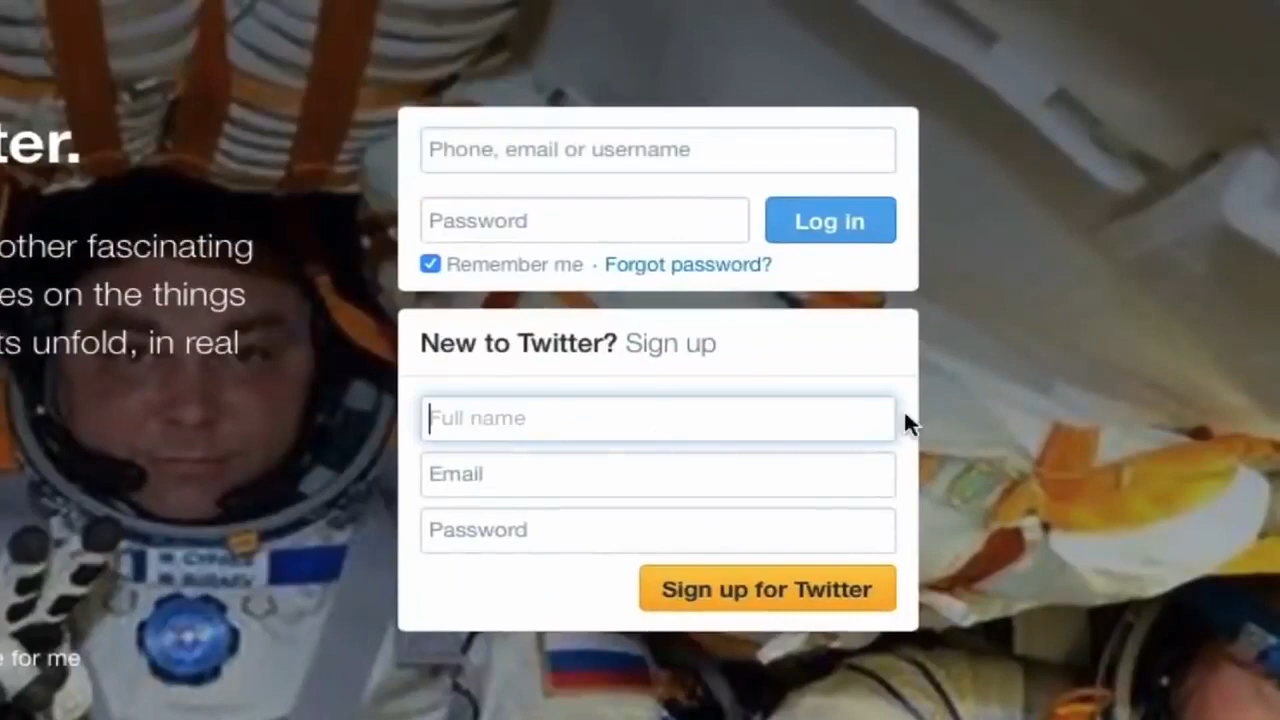 ter.
other fascinating
es on the things
ts unfold, in real
e for me
Phone, email or username
Password
Log in
Remember me · Forgot password?
New to Twitter? Sign up
Full name
Email
Password
Sign up for Twitter